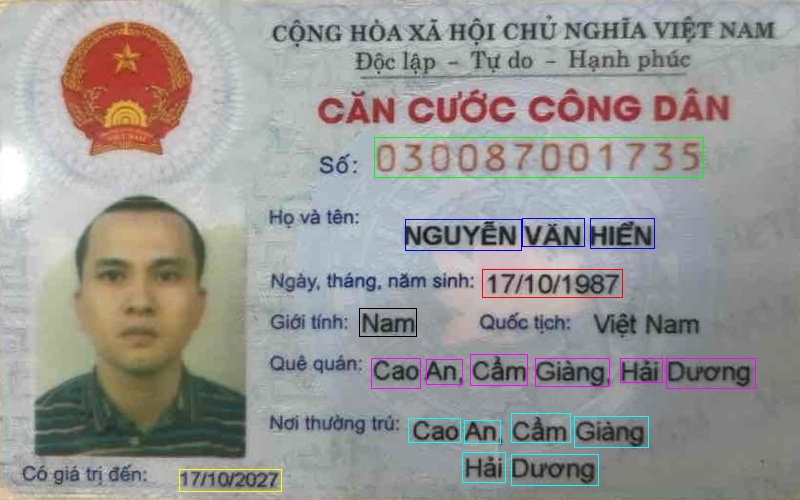 CỘNG HÒA XÃ HỘI CHỦ NGHĨA VIỆT NAM
Độc lập - Tự do - Hạnh phúc
CĂN CƯỚC CÔNG DÂN
Số: 030087001735
Họ và tên: NGUYỄN VĂN HIỂN
Ngày, tháng, năm sinh: 17/10/1987
Giới tính: Nam Quốc tịch: Việt Nam
Quê quán: Cao An, Cẩm Giàng, Hải Dương
Nơi thường trú: Cao An, Cẩm Giàng
Hải Dương
Có giá trị đến: 17/10/2027